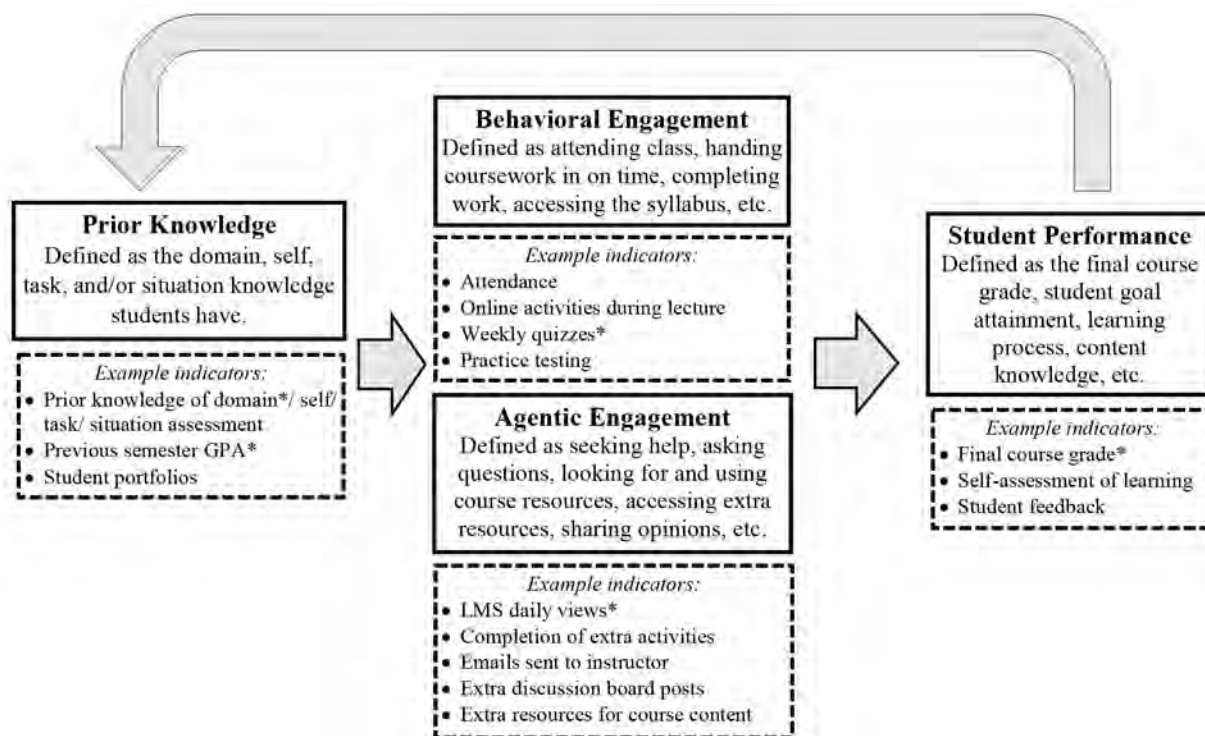 Prior Knowledge
Defined as the domain, self,
task, and/or situation knowledge
students have.
Example indicators:
• Prior knowledge of domain*/ self/
task/ situation assessment
• Previous semester GPA*
• Student portfolios
Behavioral Engagement
Defined as attending class, handing
coursework in on time, completing
work, accessing the syllabus, etc.
Example indicators:
• Attendance
• Online activities during lecture
• Weekly quizzes*
• Practice testing
Agentic Engagement
Defined as seeking help, asking
questions, looking for and using
course resources, accessing extra
resources, sharing opinions, etc.
Example indicators:
• LMS daily views*
• Completion of extra activities
• Emails sent to instructor
• Extra discussion board posts
• Extra resources for course content
Student Performance
Defined as the final course
grade, student goal
attainment, learning
process, content
knowledge, etc.
Example indicators:
• Final course grade*
• Self-assessment of learning
• Student feedback